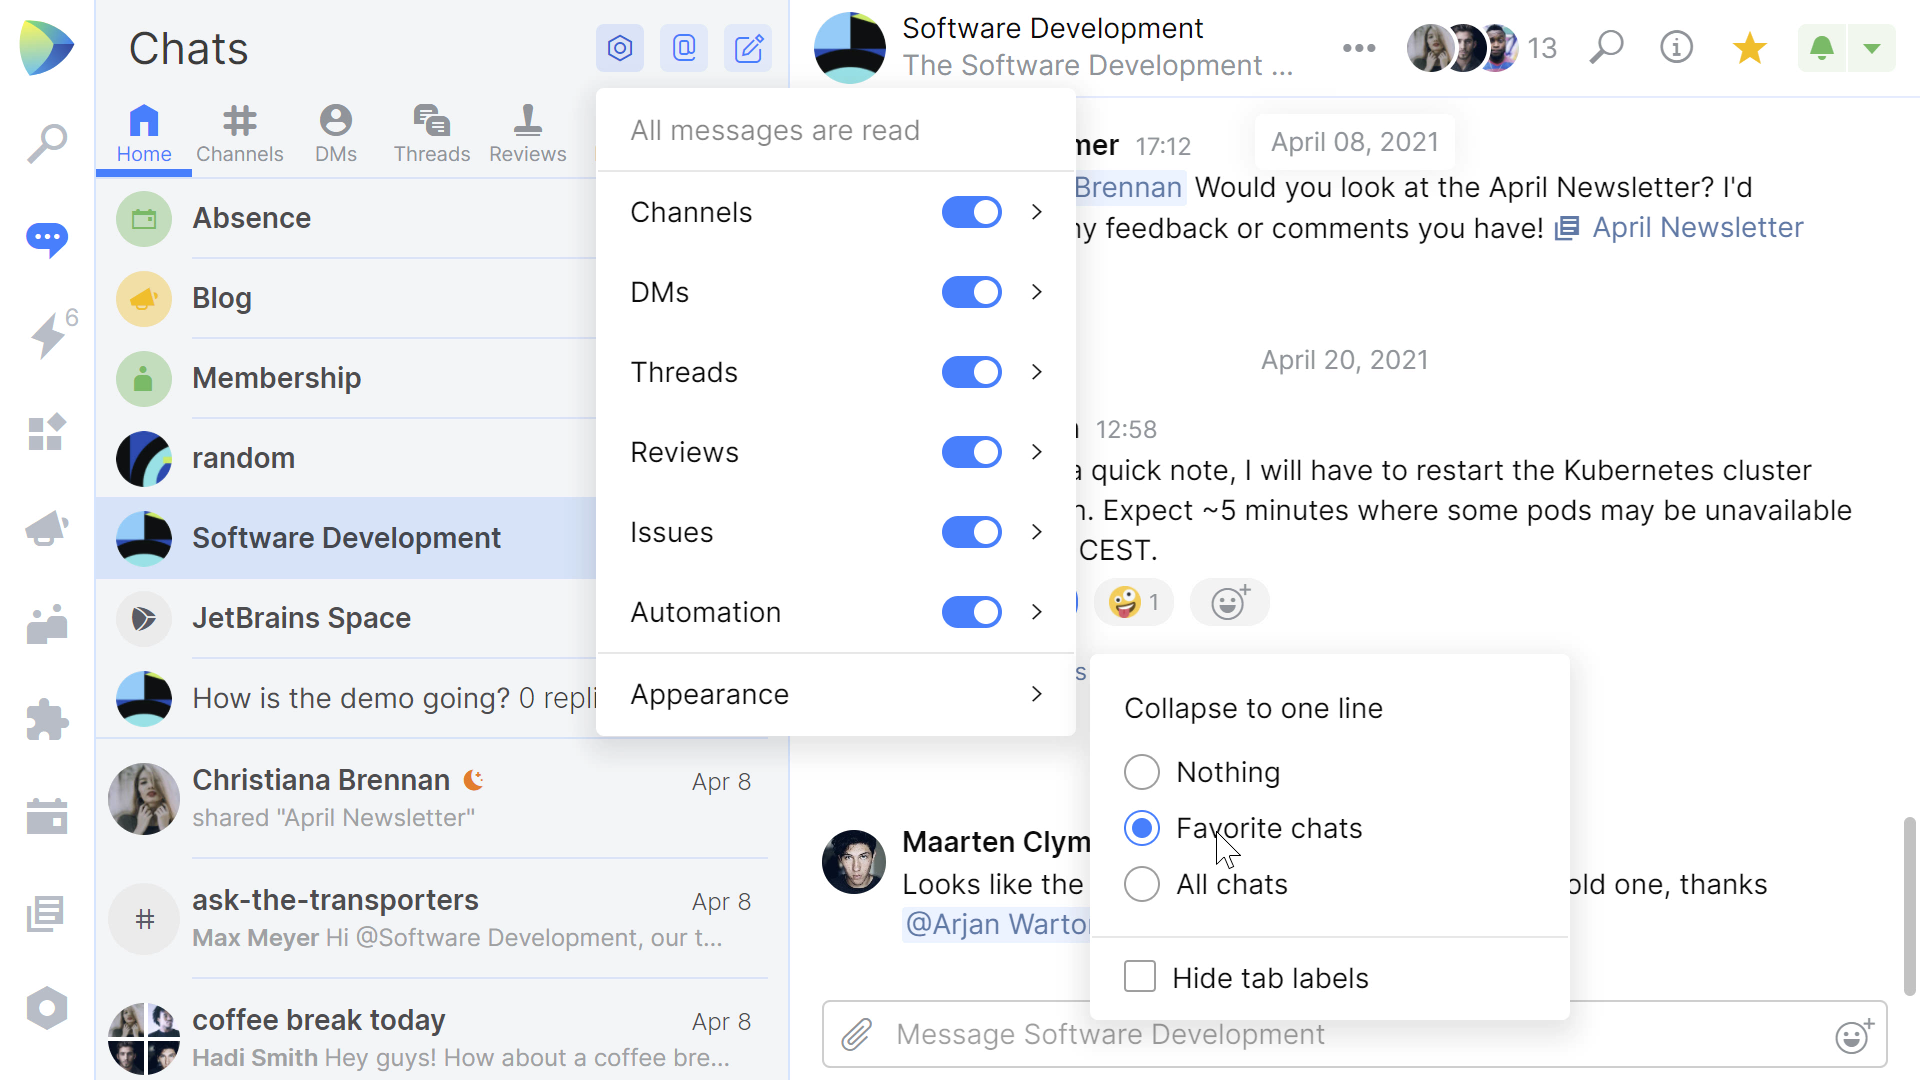 Chats
Home
Channels
DMs
Threads
Reviews
6
Absence
Blog
Membership
random
Software Development
JetBrains Space
How is the demo going? 0 repli
Christiana Brennan
Apr 8
shared "April Newsletter"
ask-the-transporters
Apr 8
Max Meyer Hi @Software Development, our t...
coffee break today
Apr 8
Hadi Smith Hey guys! How about a coffee bre...
All messages are read
Channels
DMs
Threads
Reviews
Issues
Automation
Appearance
Software Development
The Software Development ...
13
mer 17:12
April 08, 2021
Brennan Would you look at the April Newsletter? I'd
y feedback or comments you have! April Newsletter
April 20, 2021
12:58
a quick note, I will have to restart the Kubernetes cluster
n. Expect ~5 minutes where some pods may be unavailable
CEST.
1
s
Collapse to one line
Nothing
Favorite chats
All chats
Hide tab labels
Maarten Clym
Looks like the
old one, thanks
@Arjan Warto
Message Software Development